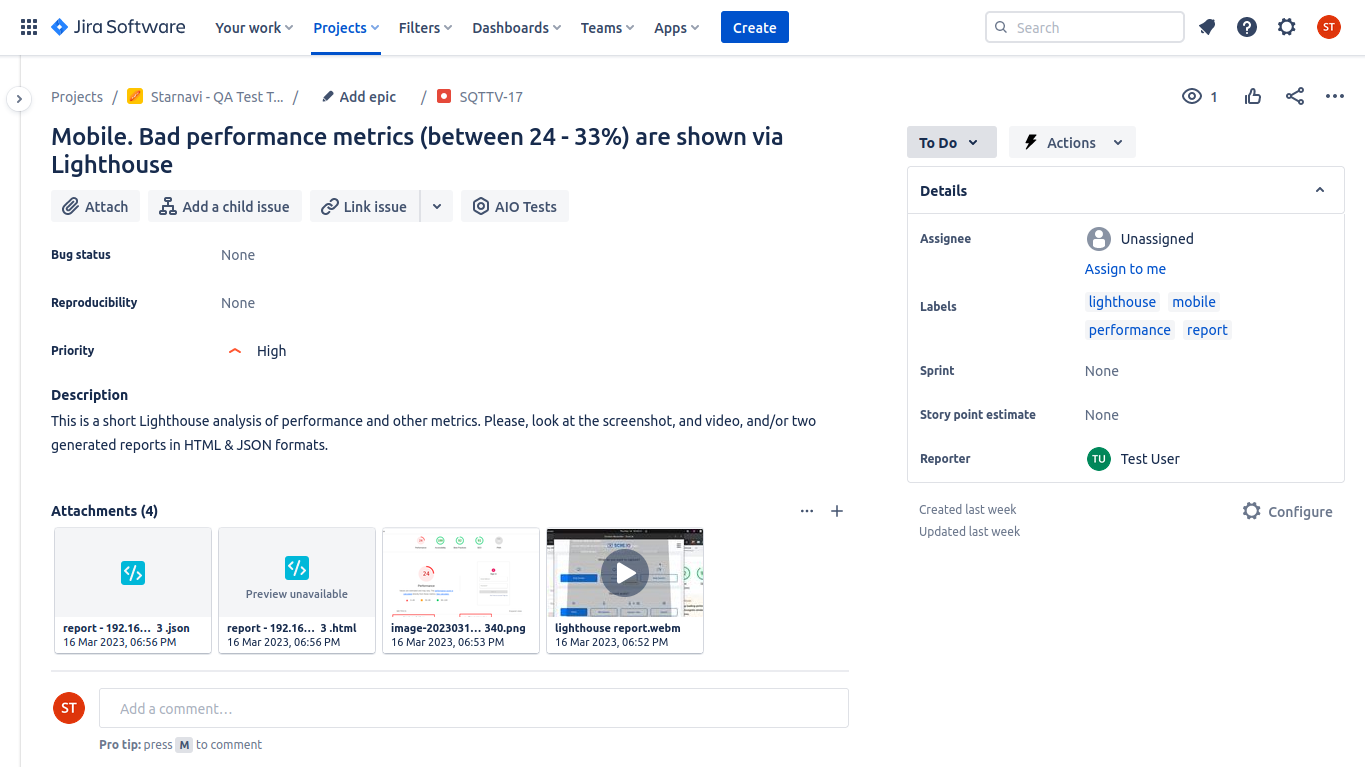 Jira Software Your work Projects Filters Dashboards Teams Apps Create Search ST
Projects / Starnavi - QA Test T... / Add epic / SQTTV-17
1
Mobile. Bad performance metrics (between 24 - 33%) are shown via
Lighthouse
Attach Add a child issue Link issue AIO Tests
Bug status None
Reproducibility None
Priority High
Description
This is a short Lighthouse analysis of performance and other metrics. Please, look at the screenshot, and video, and/or two
generated reports in HTML & JSON formats.
Attachments (4)
Preview unavailable
24
report - 192.16... 3 .json
16 Mar 2023, 06:56 PM
report - 192.16... 3 .html
16 Mar 2023, 06:56 PM
image-2023031... 340.png
16 Mar 2023, 06:53 PM
lighthouse report.webm
16 Mar 2023, 06:52 PM
ST Add a comment...
Pro tip: press M to comment
To Do Actions
Details
Assignee Unassigned
Assign to me
Labels lighthouse mobile
performance report
Sprint None
Story point estimate None
Reporter TU Test User
Created last week Configure
Updated last week